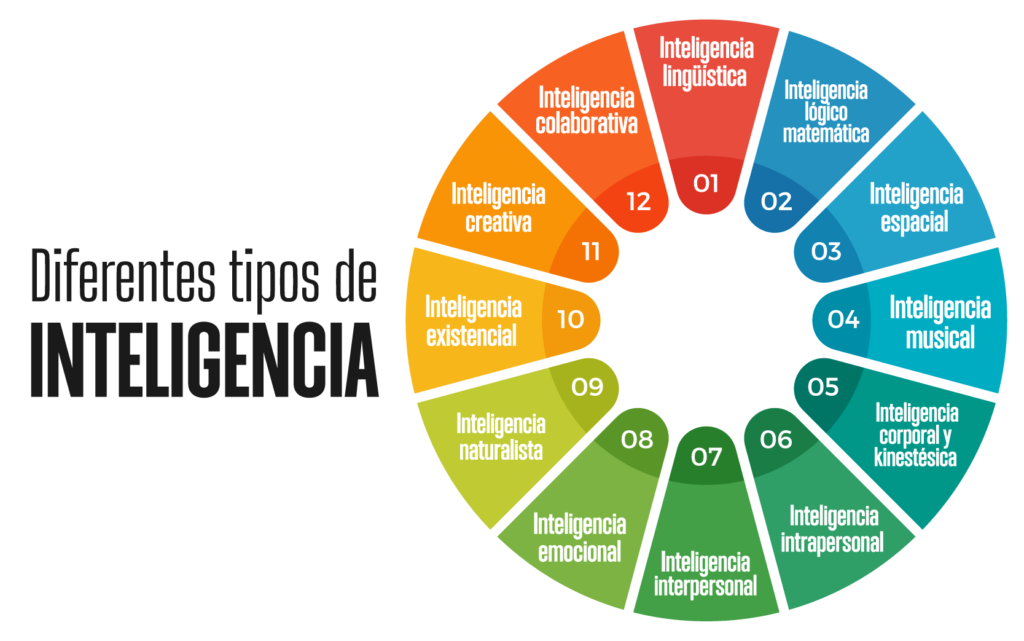 Diferentes tipos de
INTELIGENCIA
Inteligencia
lingüística
01
Inteligencia
lógico
matemática
02
Inteligencia
espacial
03
Inteligencia
musical
04
Inteligencia
corporal y
kinestésica
05
Inteligencia
intrapersonal
06
Inteligencia
interpersonal
07
Inteligencia
emocional
08
Inteligencia
naturalista
09
Inteligencia
existencial
10
Inteligencia
creativa
11
Inteligencia
colaborativa
12